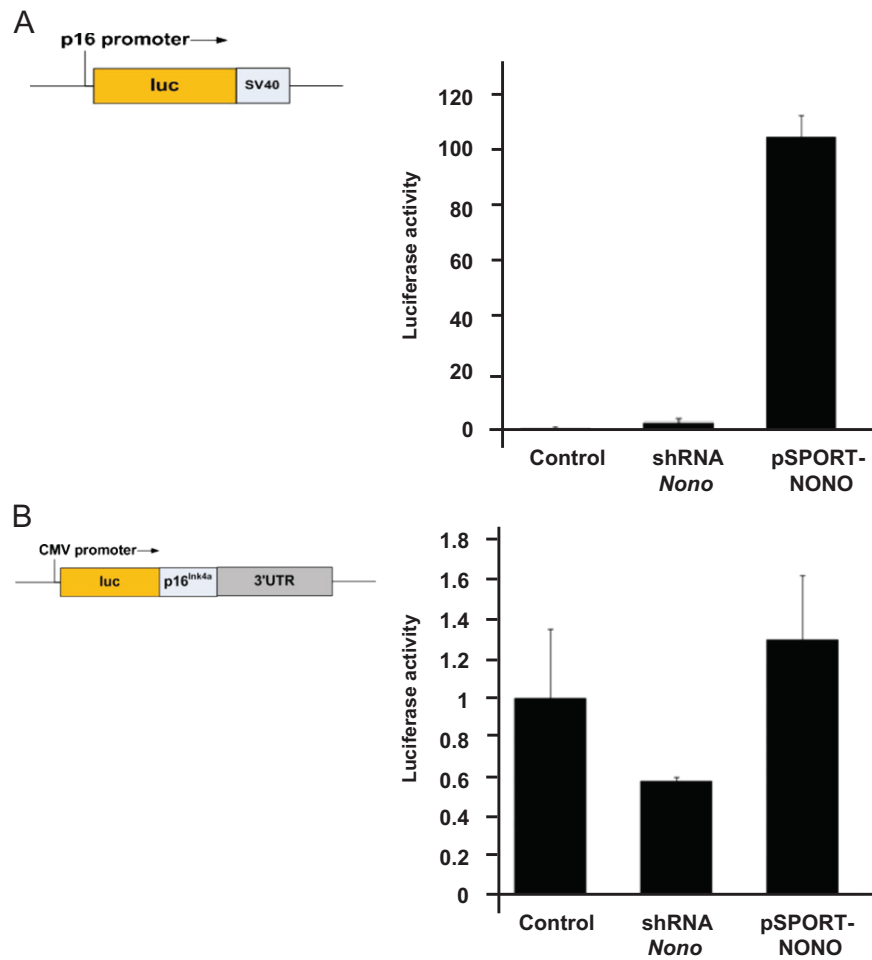 A
p16 promoter
luc
SV40
Luciferase activity
120
100
80
60
40
20
0
Control
shRNA
Nono
pSPORT-
NONO
B
CMV promoter
luc
p16Ink4a
3'UTR
Luciferase activity
1.8
1.6
1.4
1.2
1
0.8
0.6
0.4
0.2
0
Control
shRNA
Nono
pSPORT-
NONO